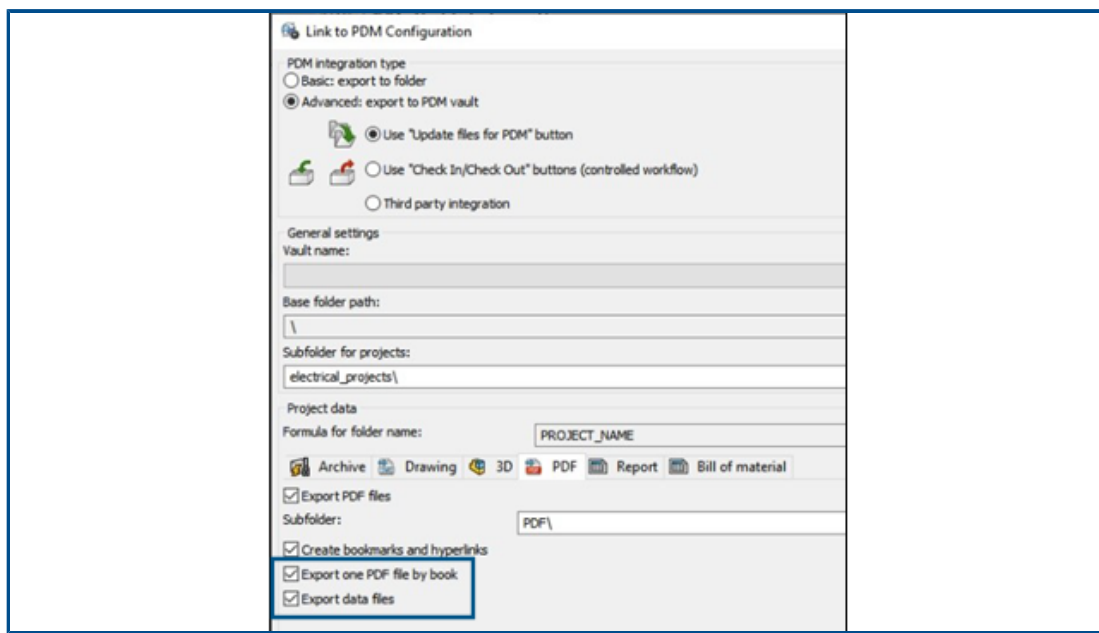 Link to PDM Configuration
PDM integration type
Basic: export to folder
Advanced: export to PDM vault
Use "Update files for PDM" button
Use "Check In/Check Out" buttons (controlled workflow)
Third party integration
General settings
Vault name:
Base folder path:
\
Subfolder for projects:
electrical_projects\
Project data
Formula for folder name: PROJECT_NAME
Archive Drawing 3D PDF Report Bill of material
Export PDF files
Subfolder: PDF\
Create bookmarks and hyperlinks
Export one PDF file by book
Export data files